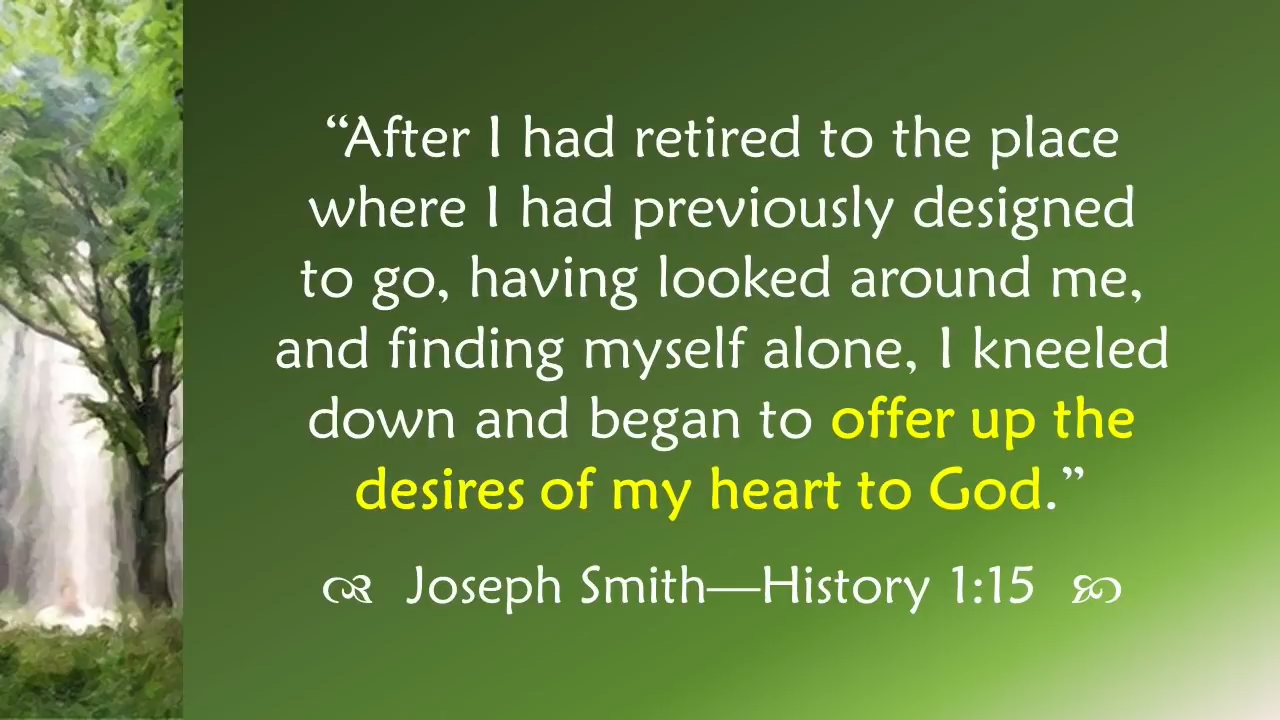 “After I had retired to the place
where I had previously designed
to go, having looked around me,
and finding myself alone, I kneeled
down and began to offer up the
desires of my heart to God.”
Joseph Smith—History 1:15